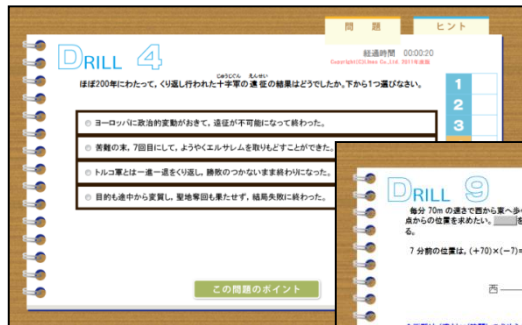 問 題
ヒント
DRILL 4
経過時間 00:00:20
ほぼ200年にわたって，くり返し行われた十字軍の遠征の結果はどうでしたか。下から1つ選びなさい。
じゅうじぐん えんせい
1
2
3
ヨーロッパに政治的変動がおきて，遠征が不可能になって終わった。
苦難の末，7回目にして，ようやくエルサレムを取りもどすことができた。
トルコ軍とは一進一退をくり返し，勝敗のつかないまま終わりになった。
目的も途中から変質し，聖地奪回も果たせず，結局失敗に終わった。
この問題のポイント
DRILL 9
毎分 70m の速さで西から東へ歩
点からの位置を求めたい。
る。
7 分前の位置は，(+70)×(−7)=
西